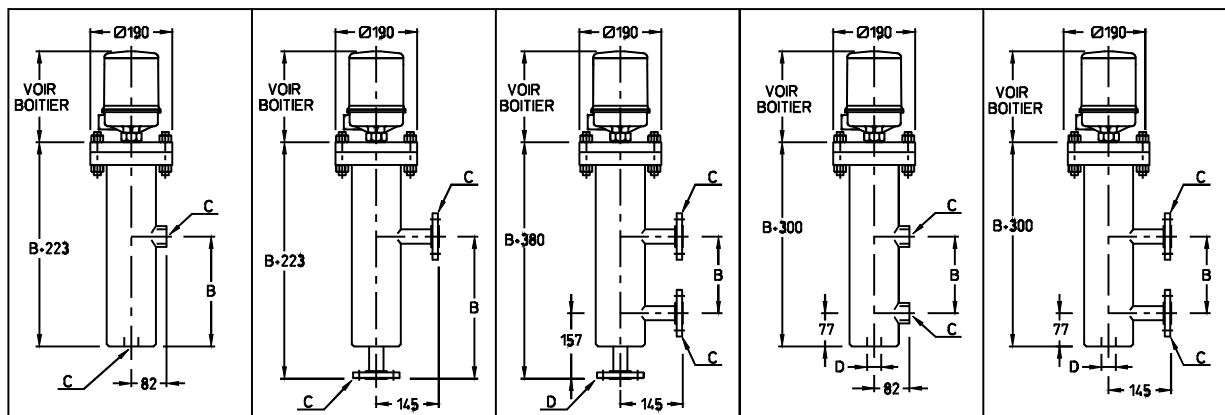 Ø190
VOIR
BOITIER
C
B+223
B
C
82
Ø190
VOIR
BOITIER
C
B+223
B
C
145
Ø190
VOIR
BOITIER
C
B+380
B
157
C
D
145
Ø190
VOIR
BOITIER
C
B+300
B
77
C
D
82
Ø190
VOIR
BOITIER
C
B+300
B
77
C
D
145